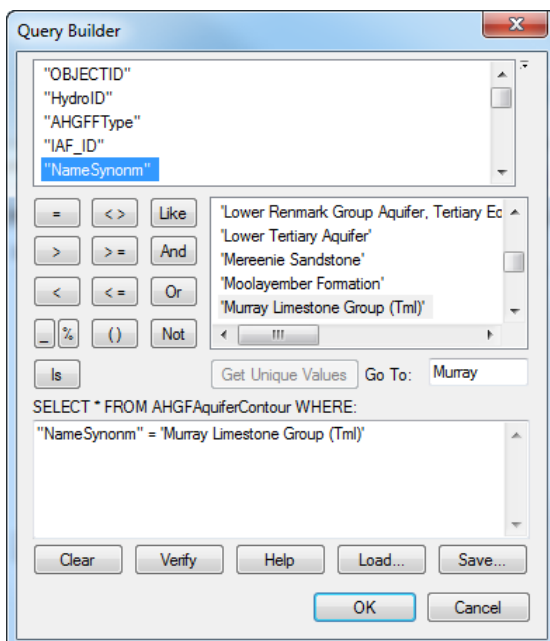 Query Builder
"OBJECTID"
"HydroID"
"AHGFFType"
"IAF_ID"
"NameSynonm"
= < > Like
> > = And
< < = Or
_ % ( ) Not
Is
'Lower Renmark Group Aquifer, Tertiary Ec
'Lower Tertiary Aquifer'
'Mereenie Sandstone'
'Moolayember Formation'
'Murray Limestone Group (Tml)'
Get Unique Values Go To: Murray
SELECT * FROM AHGFAquiferContour WHERE:
"NameSynonm" = 'Murray Limestone Group (Tml)'
Clear Verify Help Load... Save...
OK Cancel